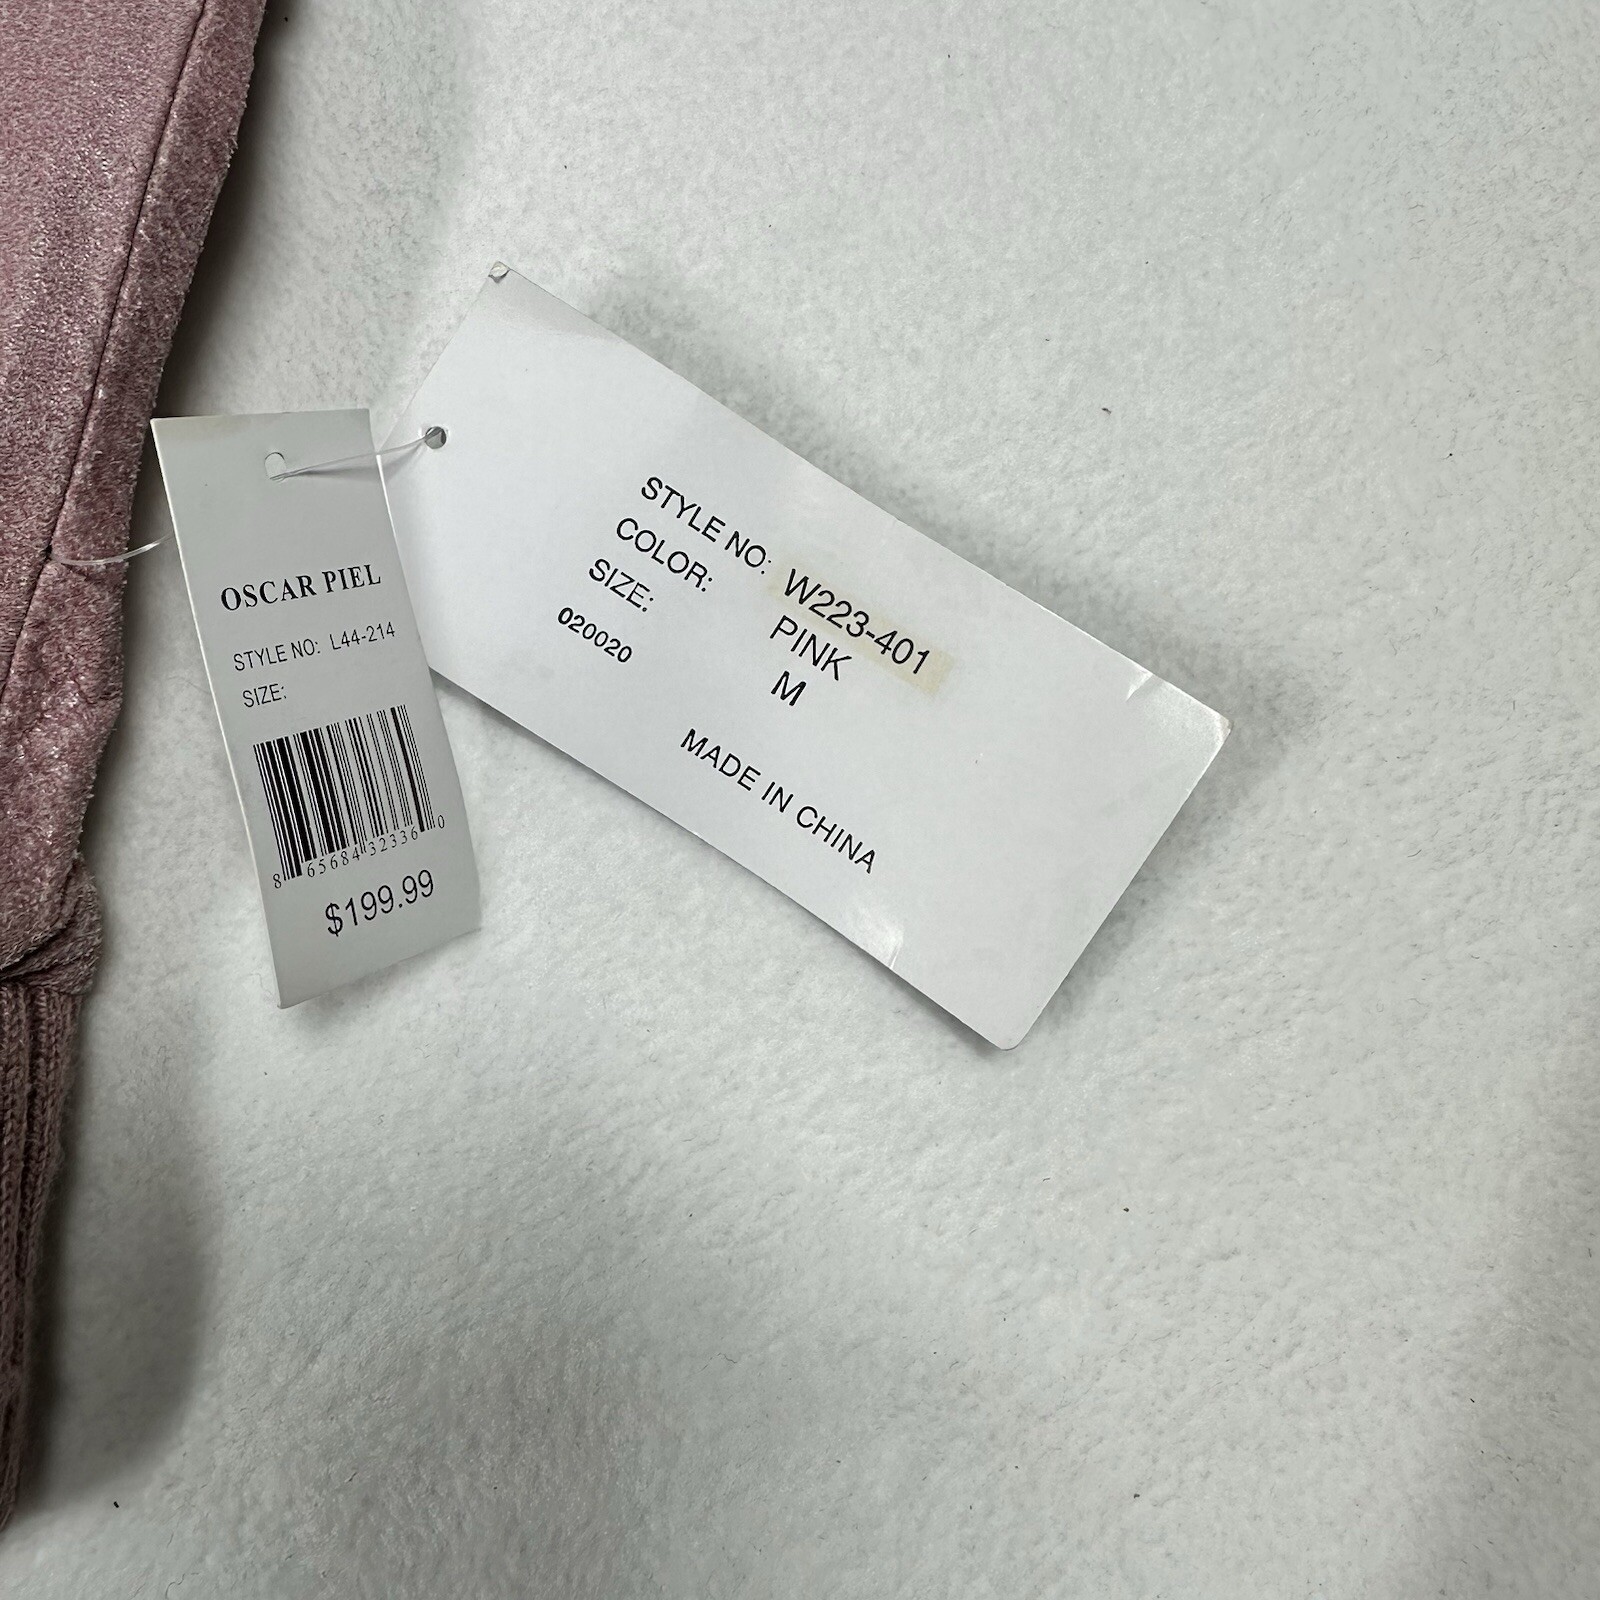 OSCAR PIEL
STYLE NO: L44-214
SIZE:
8 65684 32336 0
$199.99
STYLE NO: W223-401
COLOR: PINK
SIZE: M
020020
MADE IN CHINA